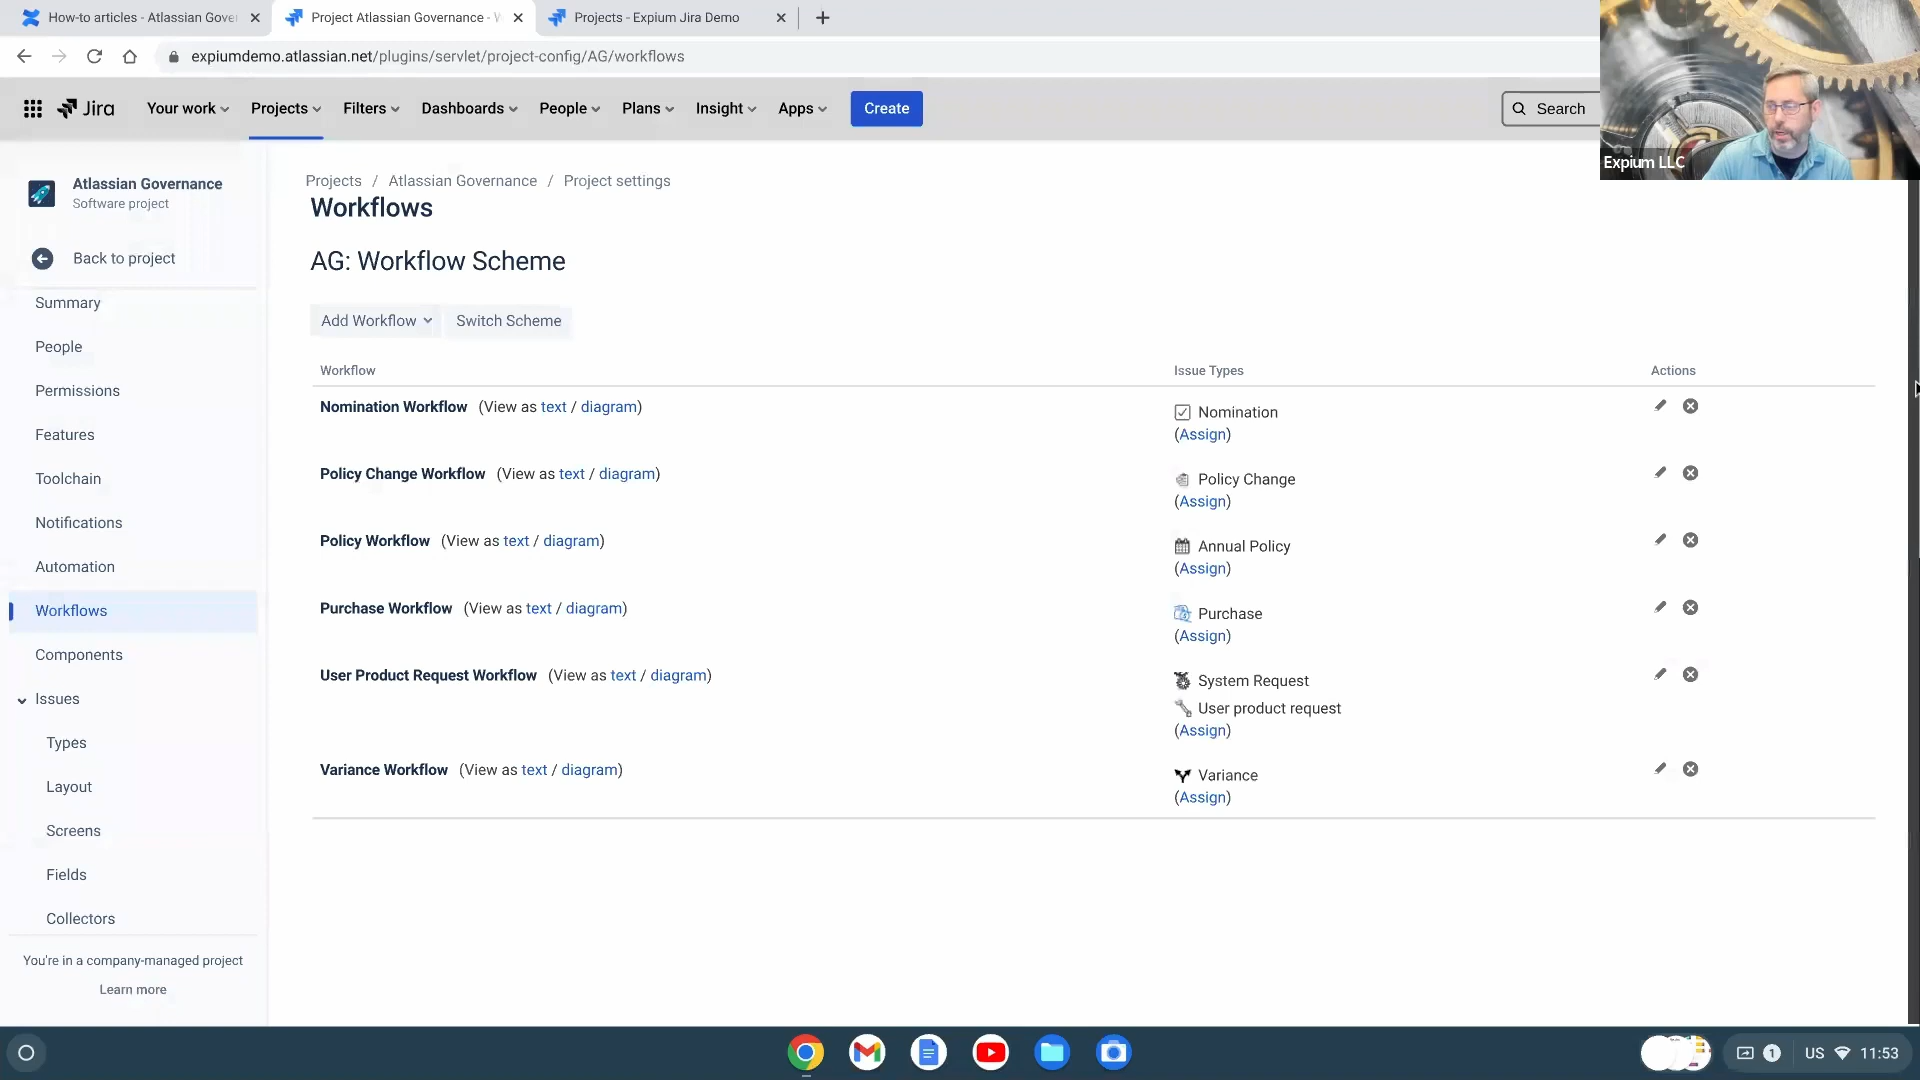 How-to articles - Atlassian Gove
Project Atlassian Governance -
Projects - Expium Jira Demo
expiumdemo.atlassian.net/plugins/servlet/project-config/AG/workflows
Jira
Your work
Projects
Filters
Dashboards
People
Plans
Insight
Apps
Create
Search
Expium LLC
Atlassian Governance
Software project
Back to project
Summary
People
Permissions
Features
Toolchain
Notifications
Automation
Workflows
Components
Issues
Types
Layout
Screens
Fields
Collectors
You're in a company-managed project
Learn more
Projects / Atlassian Governance / Project settings
Workflows
AG: Workflow Scheme
Add Workflow
Switch Scheme
Workflow Issue Types Actions
Nomination Workflow (View as text / diagram) Nomination
(Assign)
Policy Change Workflow (View as text / diagram) Policy Change
(Assign)
Policy Workflow (View as text / diagram) Annual Policy
(Assign)
Purchase Workflow (View as text / diagram) Purchase
(Assign)
User Product Request Workflow (View as text / diagram) System Request
User product request
(Assign)
Variance Workflow (View as text / diagram) Variance
(Assign)
1 US 11:53